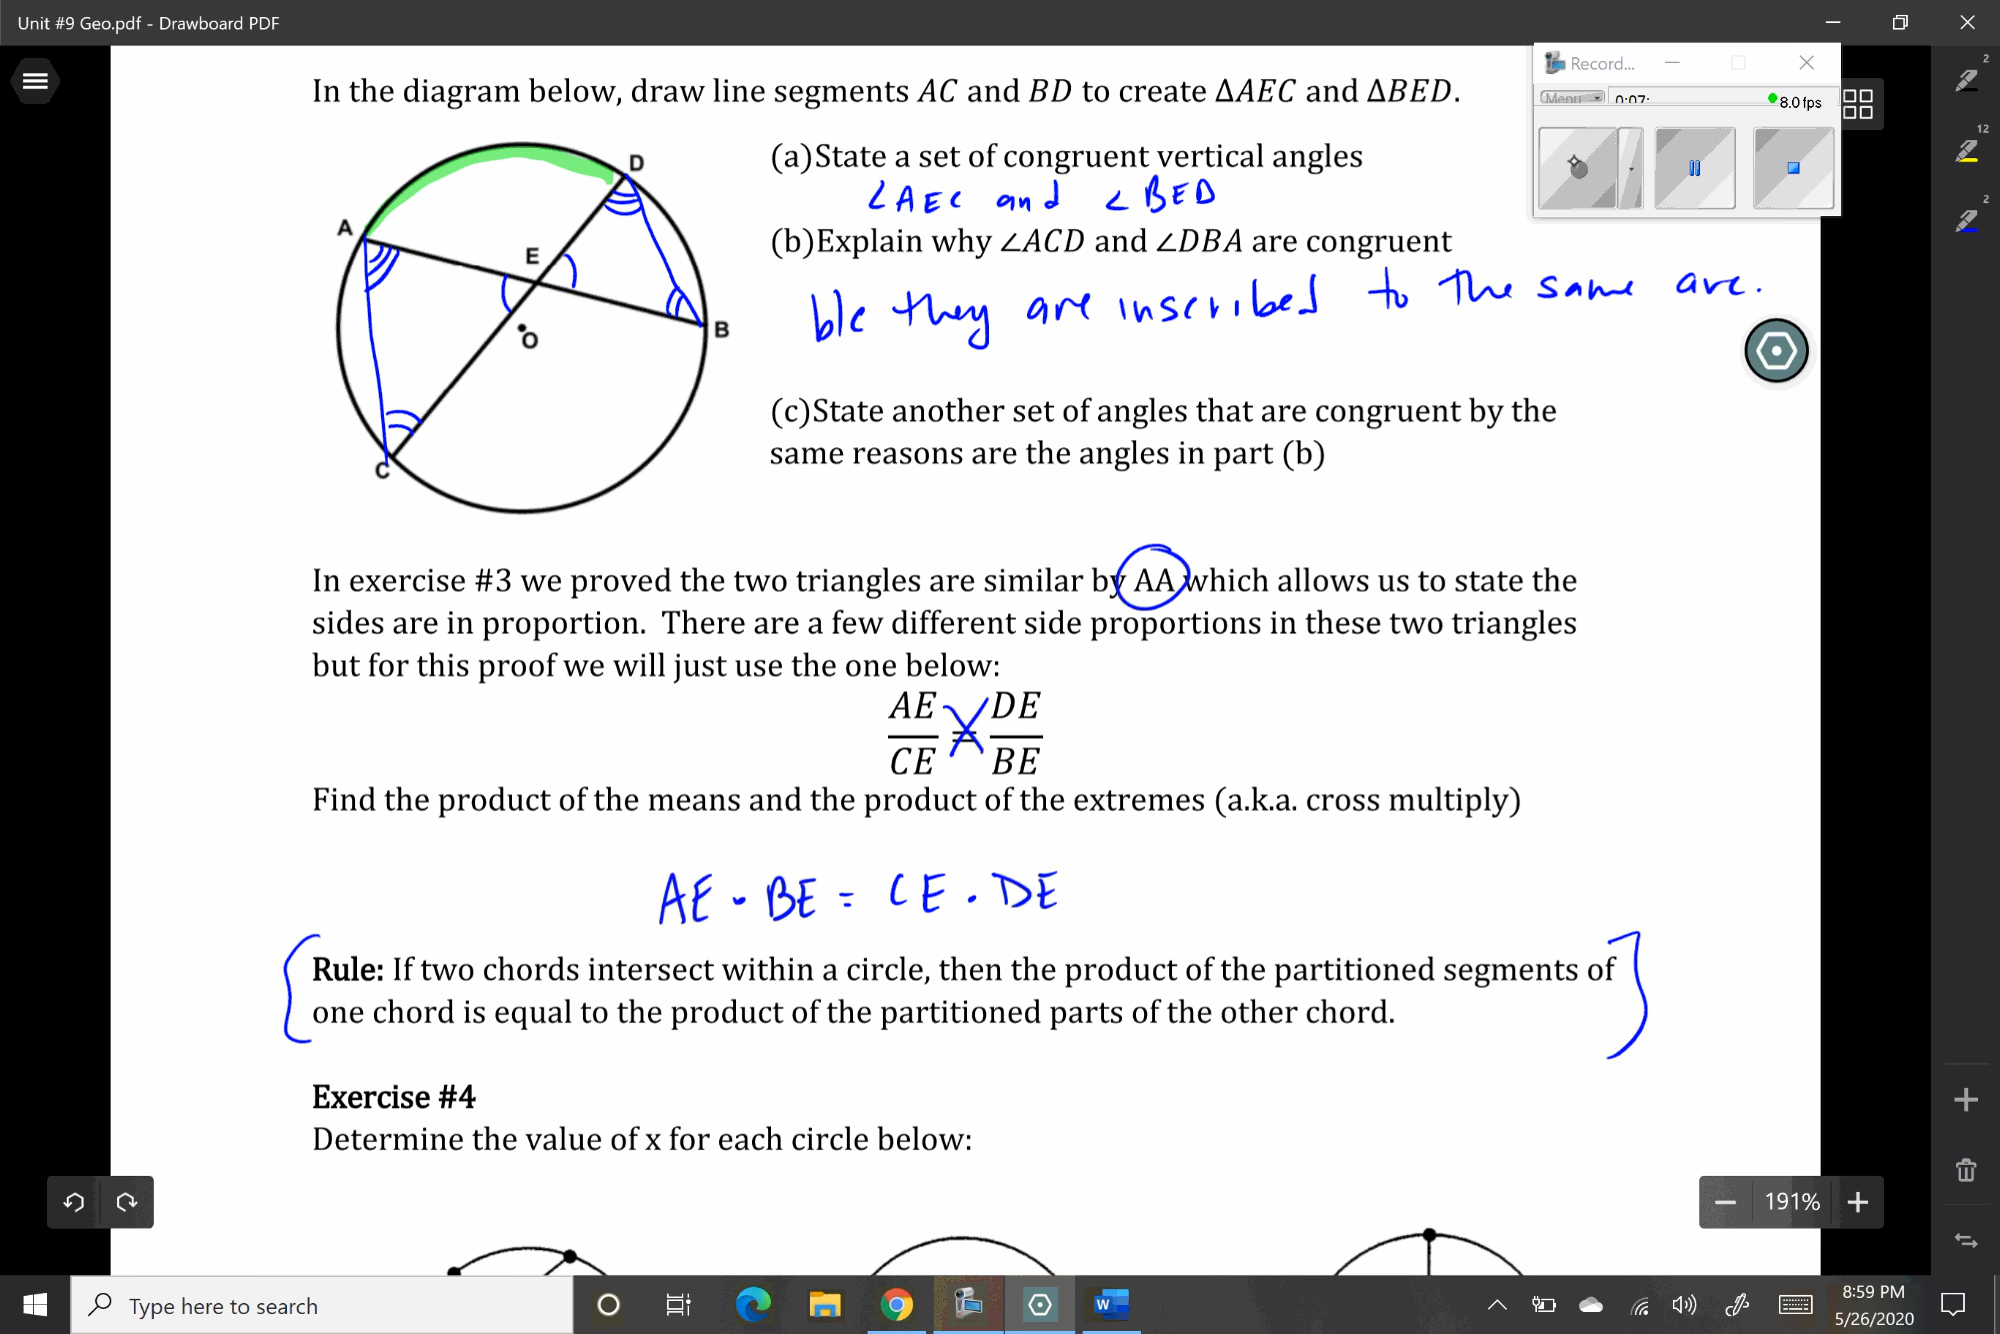 Unit #9 Geo.pdf - Drawboard PDF
Record...
Menu
0:07:
8.0 fps
2
12
2
In the diagram below, draw line segments AC and BD to create ΔAEC and ΔBED.
D
A
E
O
B
C
(a)State a set of congruent vertical angles
∠AEC and ∠BED
(b)Explain why ∠ACD and ∠DBA are congruent
b/c they are inscribed to the same arc.
(c)State another set of angles that are congruent by the
same reasons are the angles in part (b)
In exercise #3 we proved the two triangles are similar by AA which allows us to state the
sides are in proportion. There are a few different side proportions in these two triangles
but for this proof we will just use the one below:
AE DE
=
CE BE
Find the product of the means and the product of the extremes (a.k.a. cross multiply)
AE · BE = CE · DE
Rule: If two chords intersect within a circle, then the product of the partitioned segments of
one chord is equal to the product of the partitioned parts of the other chord.
Exercise #4
Determine the value of x for each circle below:
191%
Type here to search
W
8:59 PM
5/26/2020